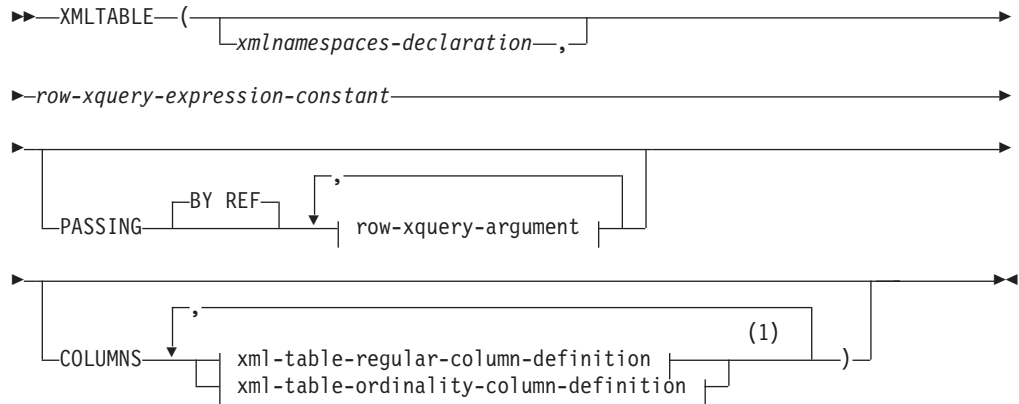 XMLTABLE (
xmlnamespaces-declaration ,
row-xquery-expression-constant
,
BY REF
PASSING row-xquery-argument
,
(1)
COLUMNS xml-table-regular-column-definition )
xml-table-ordinality-column-definition